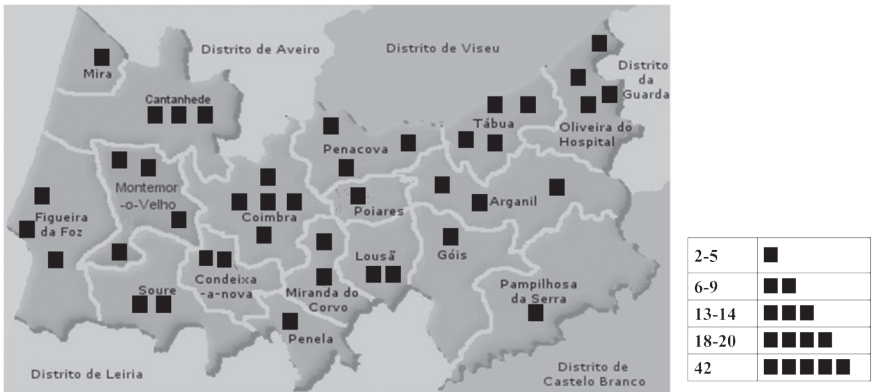 Distrito de Aveiro
Distrito de Viseu
Distrito
da
Guarda
Mira
Cantanhede
Penacova
Tábua
Oliveira do
Hospital
Montemor
-o-Velho
Figueira
da Foz
Coimbra
Poiares
Arganil
Soure
Condeixa
-a-nova
Miranda do
Corvo
Lousã
Góis
Pampilhosa
da Serra
Penela
Distrito de Leiria
Distrito de
Castelo Branco
2-5
6-9
13-14
18-20
42